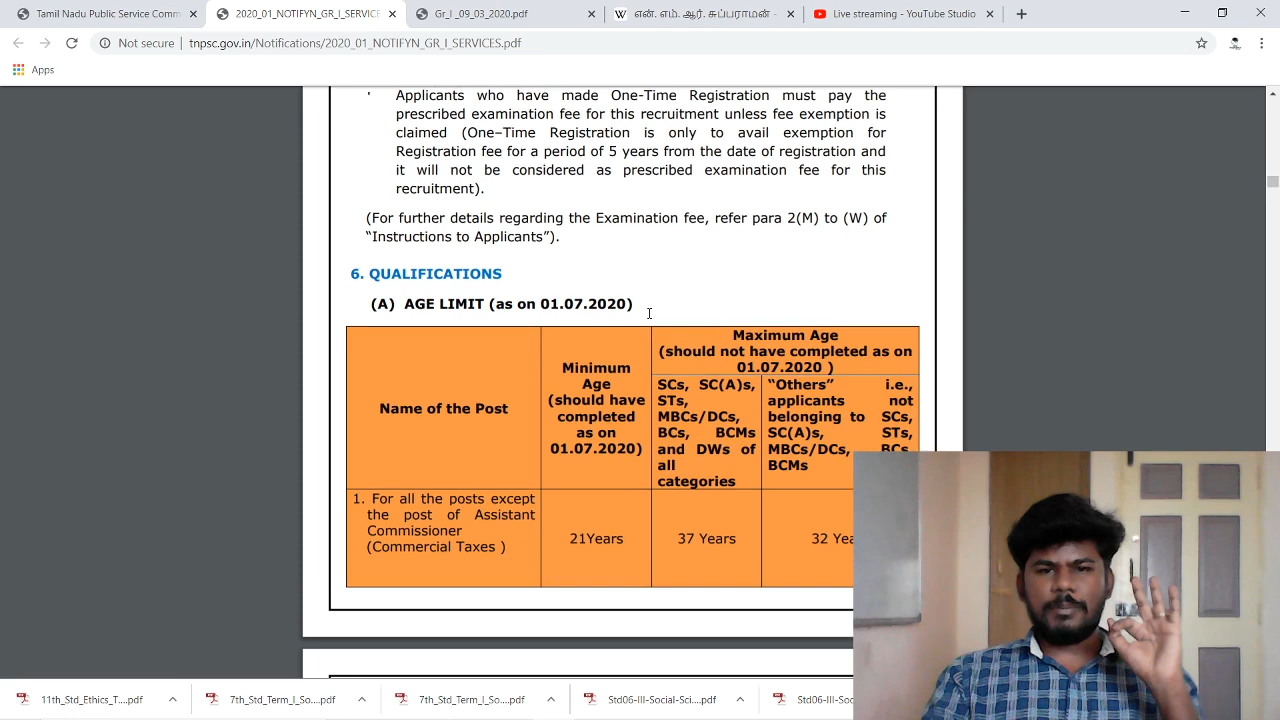 Tamil Nadu Public Service Comm
2020_01_NOTIFYN_GR_I_SERVICE
Gr_I _09_03_2020.pdf
W என். எம். ஆர். சுப்பராமன் -
Live streaming - YouTube Studio
Not secure | tnpsc.gov.in/Notifications/2020_01_NOTIFYN_GR_I_SERVICES.pdf
Apps
Applicants who have made One-Time Registration must pay the
prescribed examination fee for this recruitment unless fee exemption is
claimed (One–Time Registration is only to avail exemption for
Registration fee for a period of 5 years from the date of registration and
it will not be considered as prescribed examination fee for this
recruitment).
(For further details regarding the Examination fee, refer para 2(M) to (W) of
“Instructions to Applicants”).
6. QUALIFICATIONS
(A) AGE LIMIT (as on 01.07.2020)
Name of the Post
Minimum
Age
(should have
completed
as on
01.07.2020)
Maximum Age
(should not have completed as on
01.07.2020 )
SCs, SC(A)s,
STs,
MBCs/DCs,
BCs, BCMs
and DWs of
all
categories
“Others” i.e.,
applicants not
belonging to SCs,
SC(A)s, STs,
MBCs/DCs, BCs,
BCMs
1. For all the posts except
the post of Assistant
Commissioner
(Commercial Taxes )
21Years
37 Years
32 Yea
11th_Std_Ethics_T....pdf
7th_Std_Term_I_So....pdf
7th_Std_Term_I_So....pdf
Std06-III-Social-Sci....pdf
Std06-III-Soc